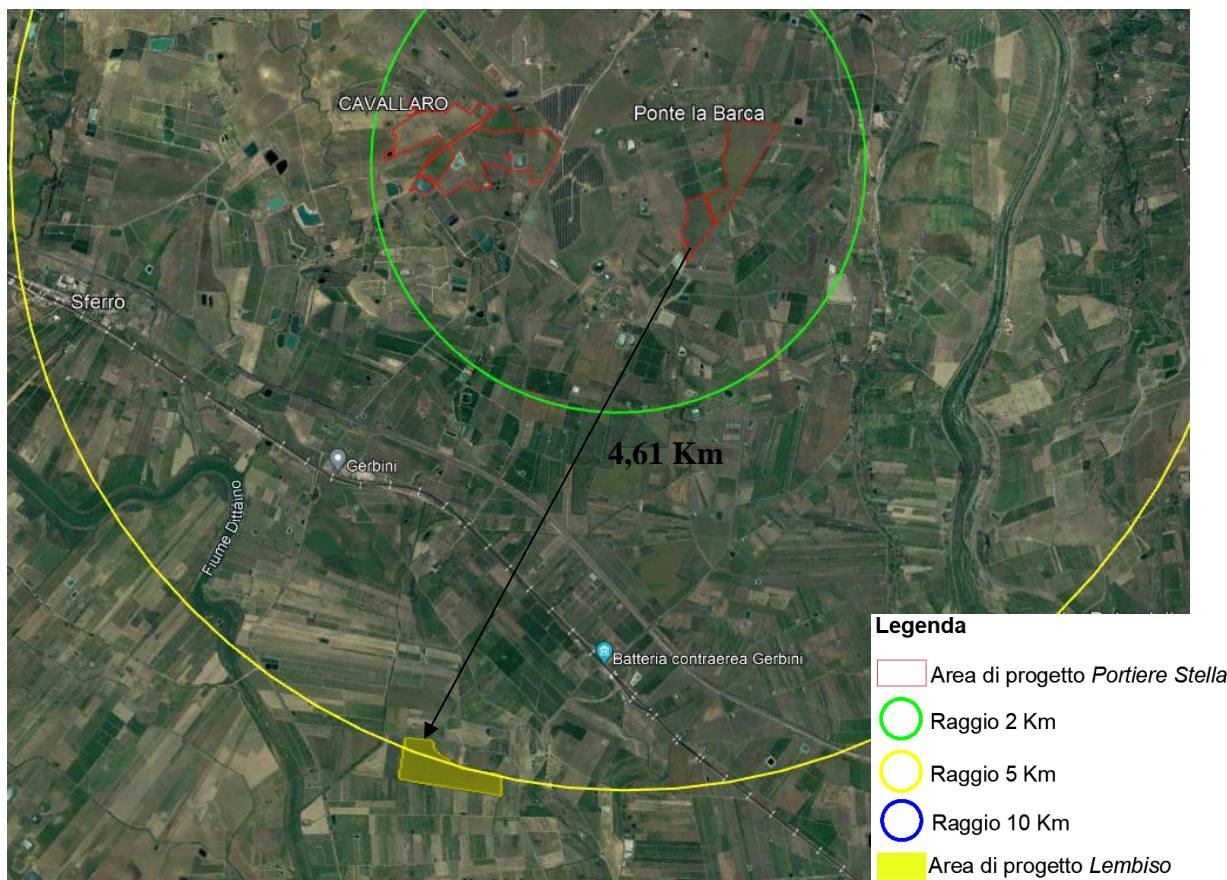 CAVALLARO
Ponte la Barca
Sferro
4,61 Km
Gerbini
Fiume Dittàino
Batteria contraerea Gerbini
Legenda
Area di progetto Portiere Stella
Raggio 2 Km
Raggio 5 Km
Raggio 10 Km
Area di progetto Lembiso